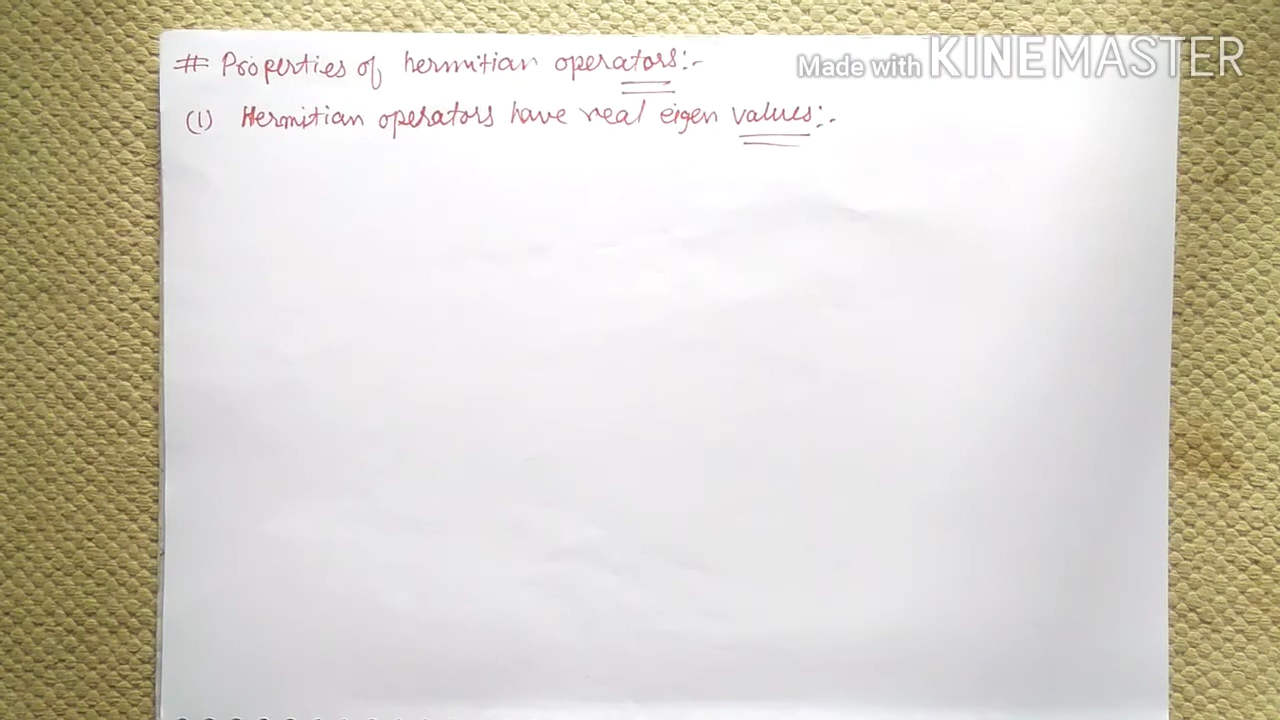 # Properties of hermitian operators:-
Made with KINEMASTER
(1) Hermitian operators have real eigen values:-